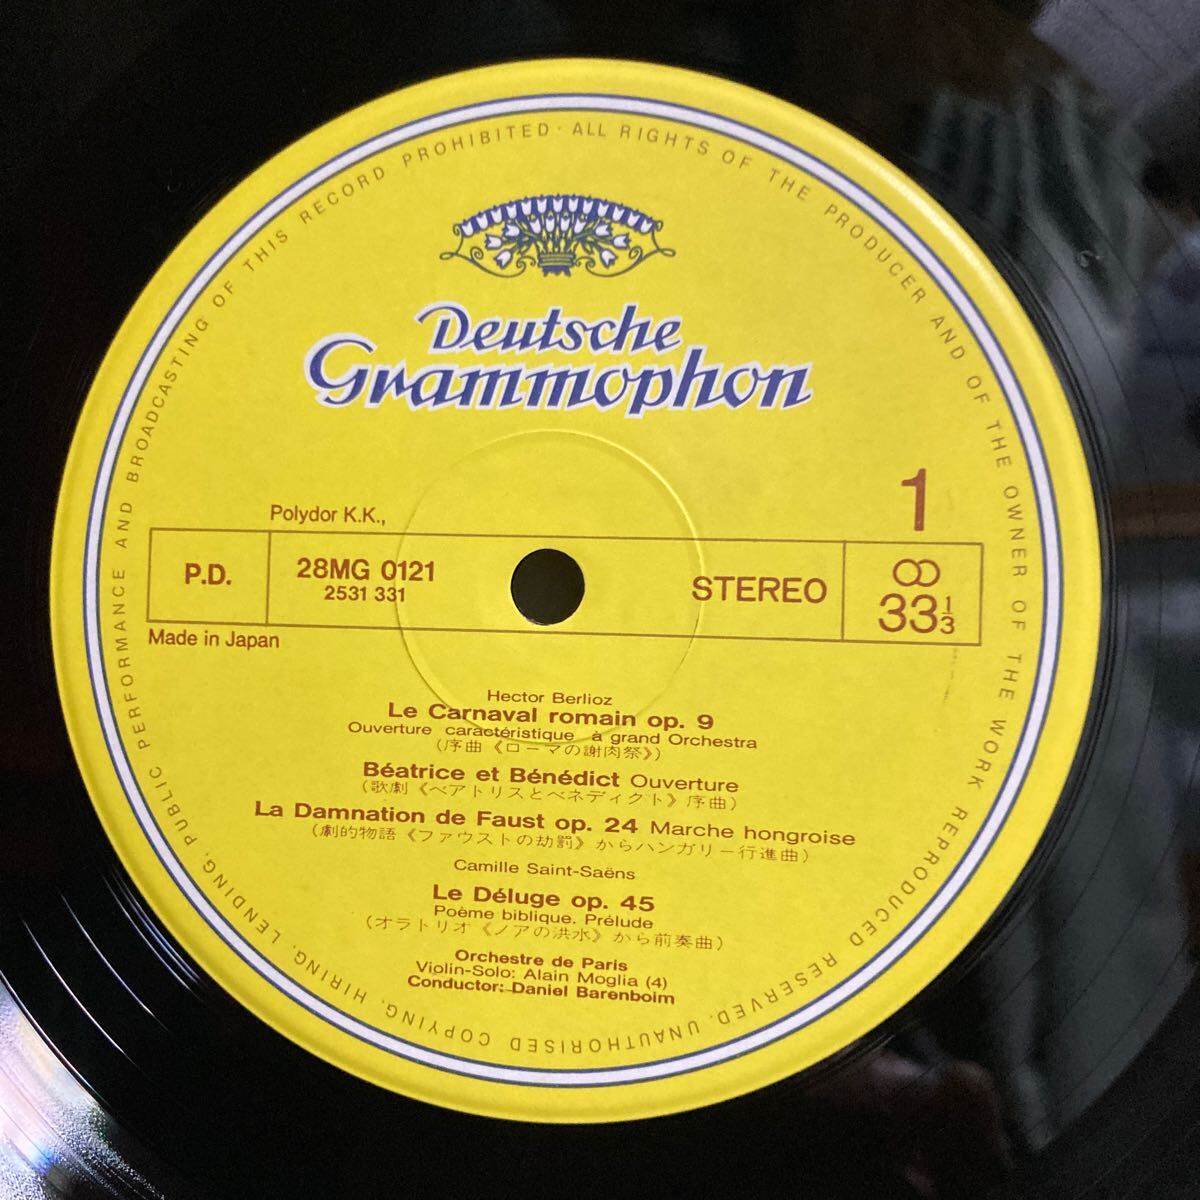 Deutsche
Grammophon
1
Polydor K.K.,
P.D.
28MG 0121
2531 331
STEREO
33 1/3
Made in Japan
Hector Berlioz
Le Carnaval romain op. 9
Ouverture caractéristique à grand Orchestra
(序曲《ローマの謝肉祭》)
Béatrice et Bénédict Ouverture
(歌劇《ベアトリスとベネディクト》序曲)
La Damnation de Faust op. 24 Marche hongroise
(劇的物語《ファウストの劫罰》からハンガリー行進曲)
Camille Saint-Saëns
Le Déluge op. 45
Poème biblique. Prélude
(オラトリオ《ノアの洪水》から前奏曲)
Orchestre de Paris
Violin-Solo: Alain Moglia (4)
Conductor: Daniel Barenboim
ALL RIGHTS OF THE PRODUCER AND OF THE OWNER OF THE WORK REPRODUCED RESERVED. UNAUTHORISED COPYING, HIRING, LENDING, PUBLIC PERFORMANCE AND BROADCASTING OF THIS RECORD PROHIBITED ·